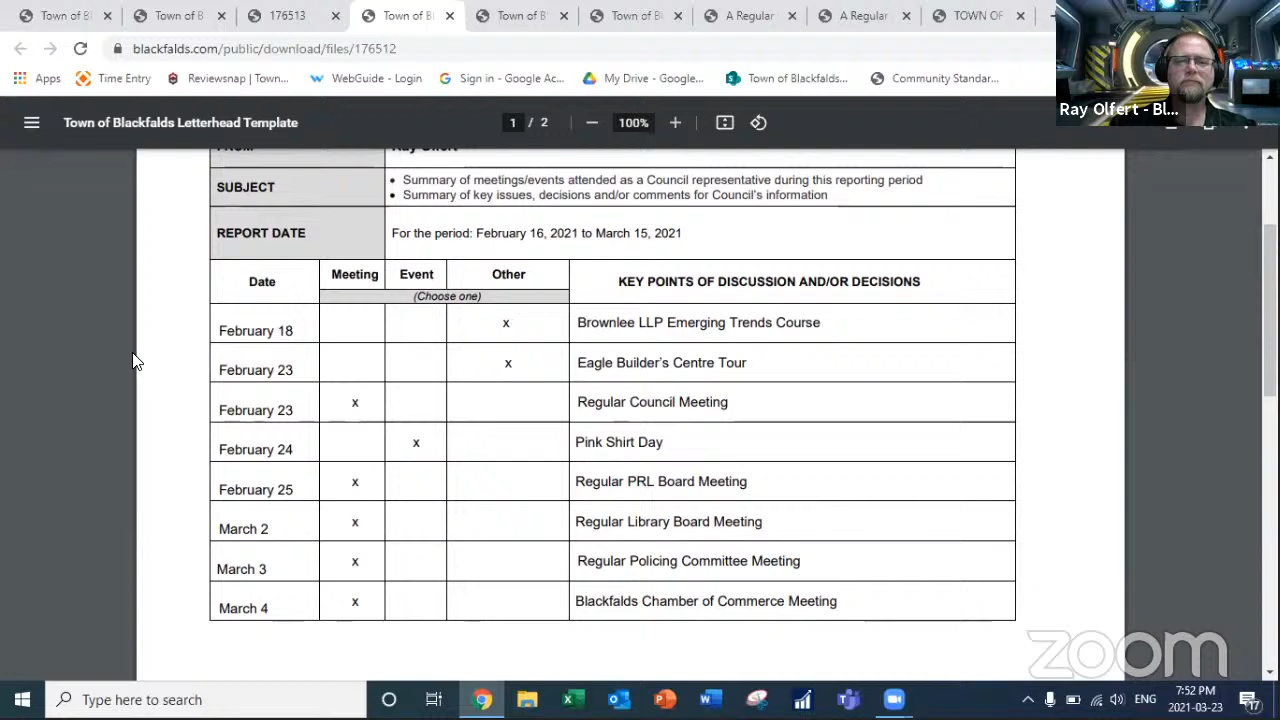 Town of Bl
Town of B
176513
Town of Bl
Town of B
Town of Bl
A Regular
A Regular
TOWN OF
blackfalds.com/public/download/files/176512
Apps
Time Entry
Reviewsnap | Town...
WebGuide - Login
Sign in - Google Ac...
My Drive - Google...
Town of Blackfalds...
Community Standar...
Ray Olfert - Bl...
Town of Blackfalds Letterhead Template
1 / 2
100%
Ray Olfert
SUBJECT
• Summary of meetings/events attended as a Council representative during this reporting period
• Summary of key issues, decisions and/or comments for Council's information
REPORT DATE
For the period: February 16, 2021 to March 15, 2021
Date Meeting Event Other KEY POINTS OF DISCUSSION AND/OR DECISIONS
(Choose one)
February 18 x Brownlee LLP Emerging Trends Course
February 23 x Eagle Builder's Centre Tour
February 23 x Regular Council Meeting
February 24 x Pink Shirt Day
February 25 x Regular PRL Board Meeting
March 2 x Regular Library Board Meeting
March 3 x Regular Policing Committee Meeting
March 4 x Blackfalds Chamber of Commerce Meeting
zoom
Type here to search
ENG
7:52 PM
2021-03-23
17